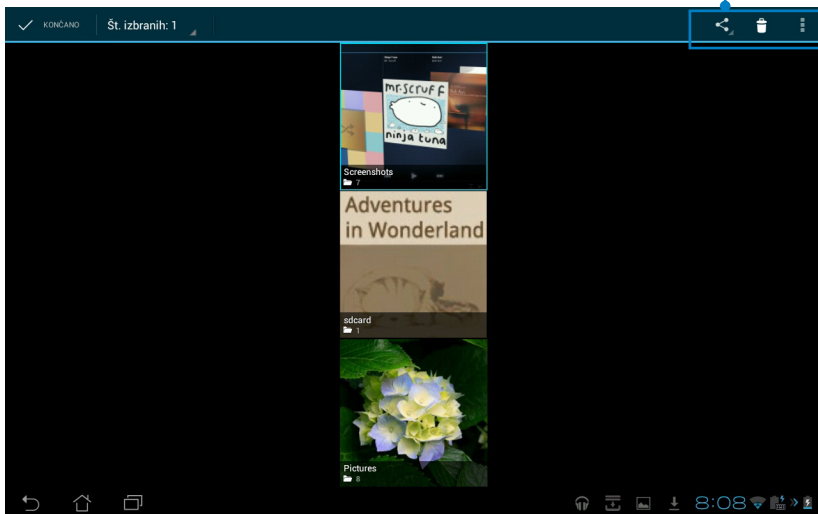 KONČANO
Št. izbranih: 1
mr.scruff
ninja tuna
Screenshots
7
Adventures
in Wonderland
sdcard
1
Pictures
8
8:08